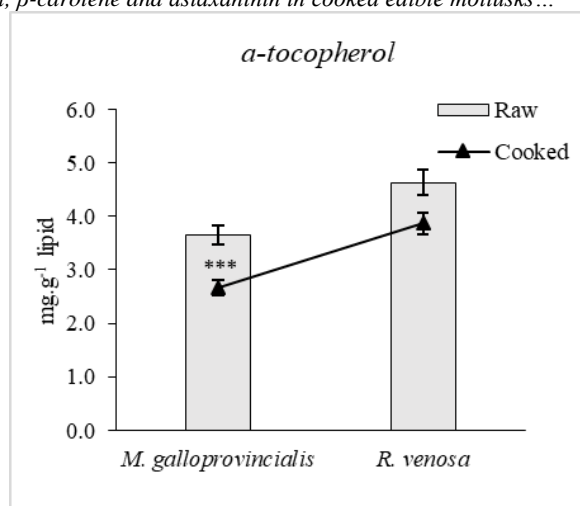 β-carotene and astaxanthin in cooked edible mollusks…
α-tocopherol
6.0
Raw
5.0
Cooked
4.0
mg.g⁻¹ lipid
***
3.0
2.0
1.0
0.0
M. galloprovincialis
R. venosa